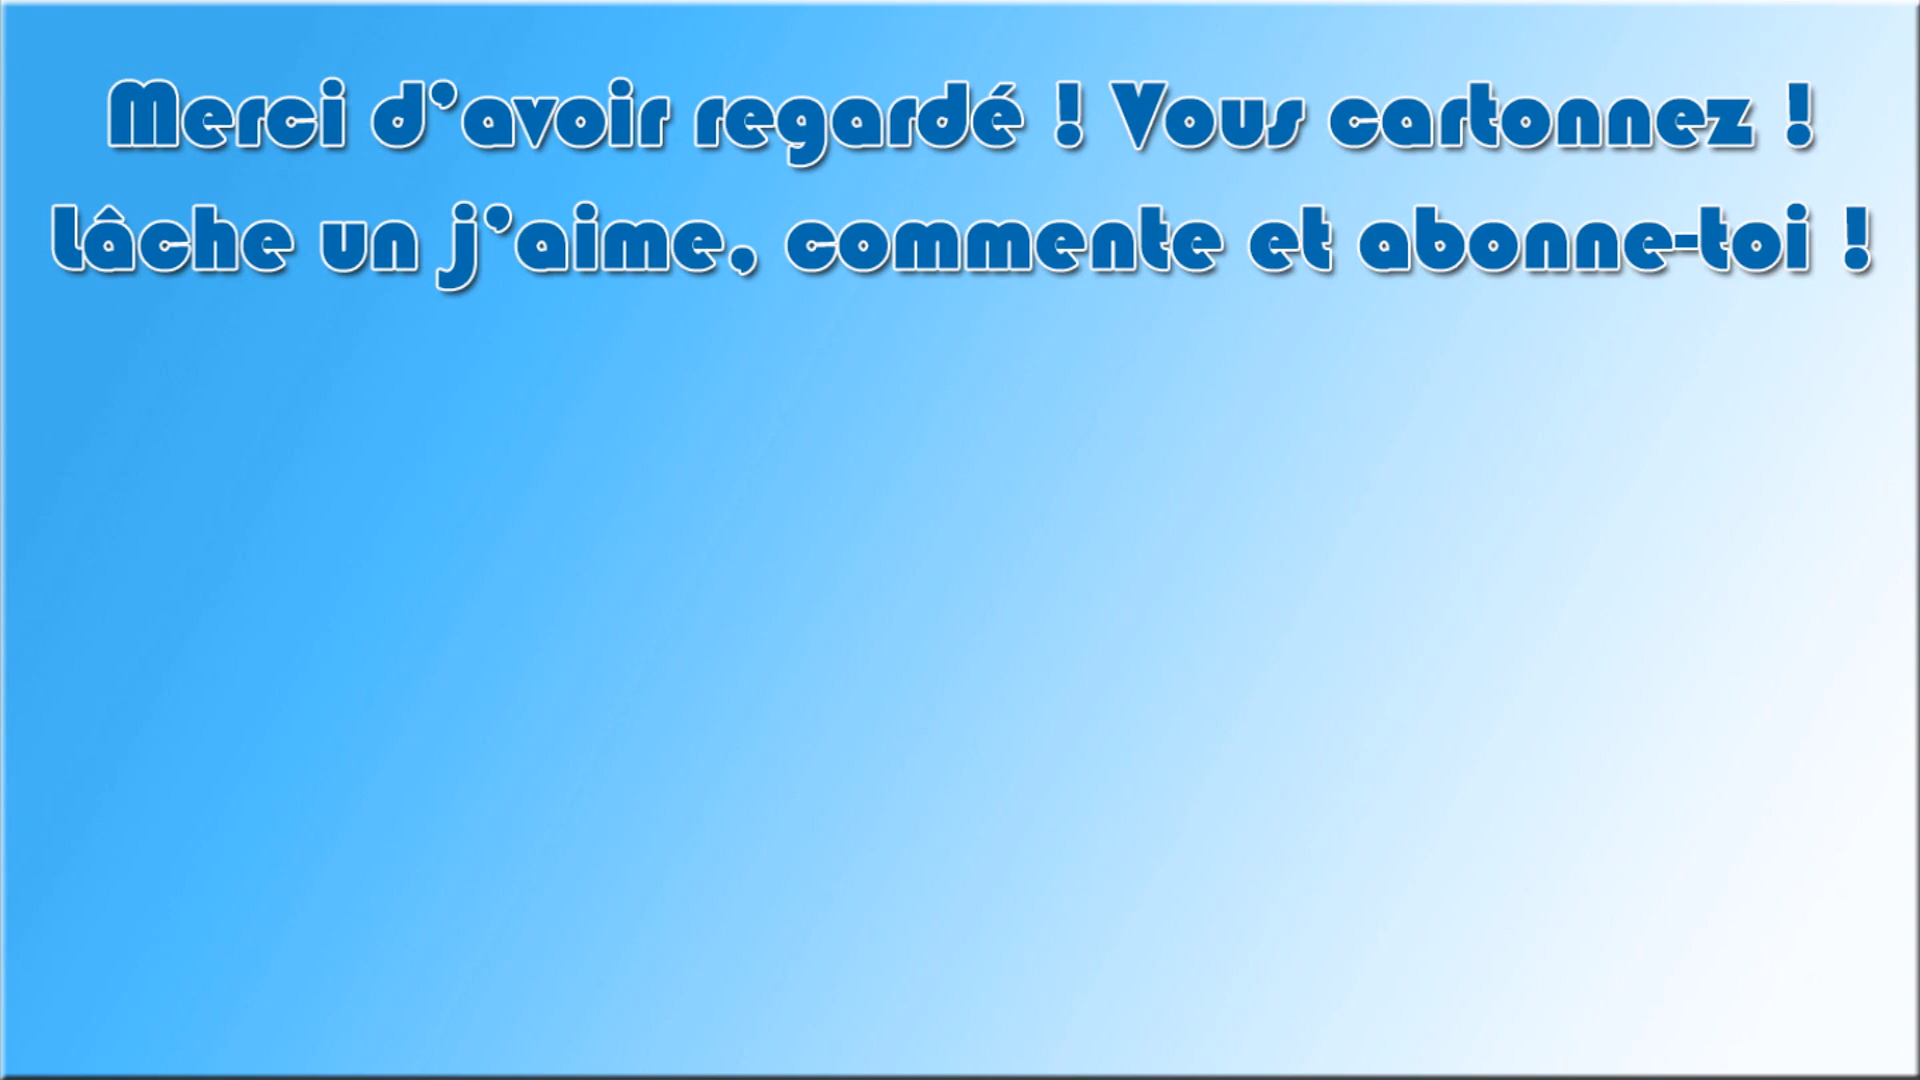 Merci d’avoir regardé ! Vous cartonnez !
Lâche un j’aime, commente et abonne-toi !